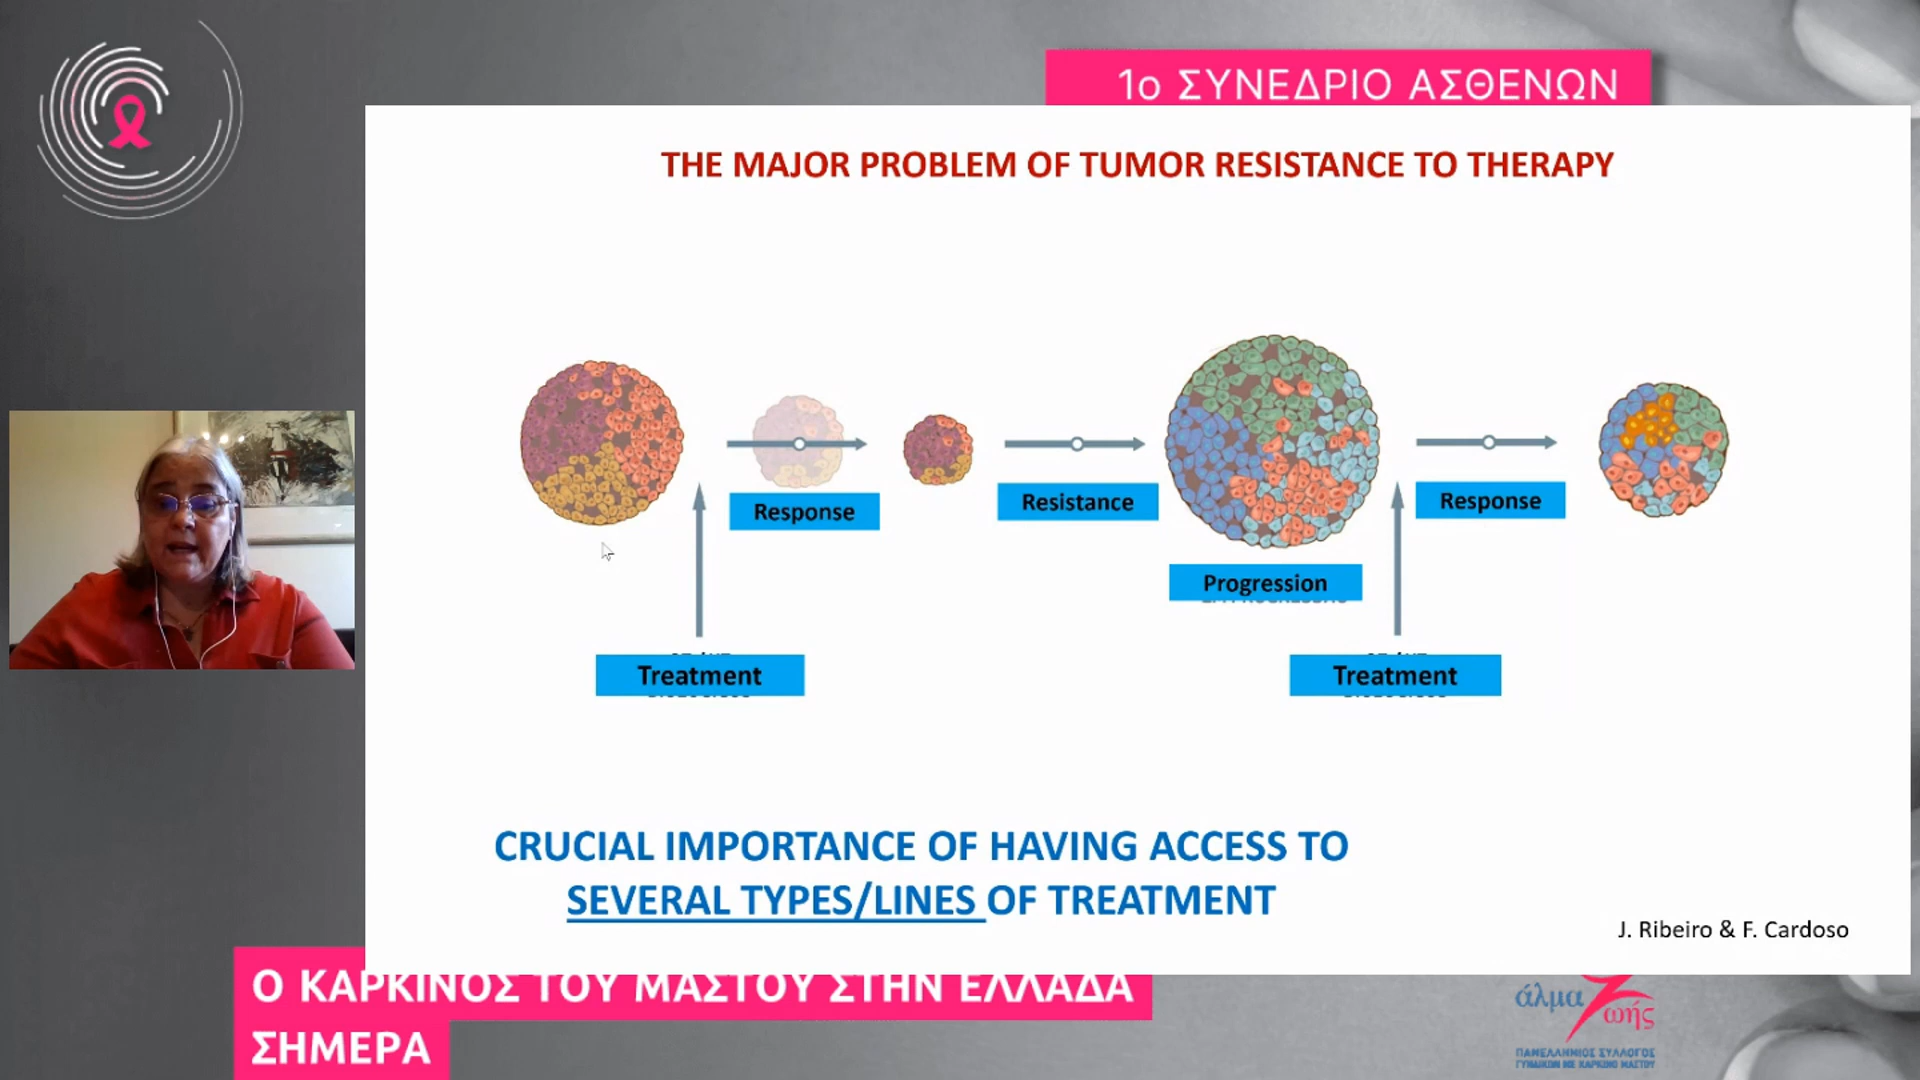 1ο ΣΥΝΕΔΡΙΟ ΑΣΘΕΝΩΝ
THE MAJOR PROBLEM OF TUMOR RESISTANCE TO THERAPY
Response
Resistance
Response
Progression
Treatment
Treatment
CRUCIAL IMPORTANCE OF HAVING ACCESS TO
SEVERAL TYPES/LINES OF TREATMENT
J. Ribeiro & F. Cardoso
Ο ΚΑΡΚΙΝΟΣ ΤΟΥ ΜΑΣΤΟΥ ΣΤΗΝ ΕΛΛΑΔΑ
ΣΗΜΕΡΑ
άλμα
Ζωής
ΠΑΝΕΛΛΗΝΙΟΣ ΣΥΛΛΟΓΟΣ
ΓΥΝΑΙΚΩΝ ΜΕ ΚΑΡΚΙΝΟ ΜΑΣΤΟΥ